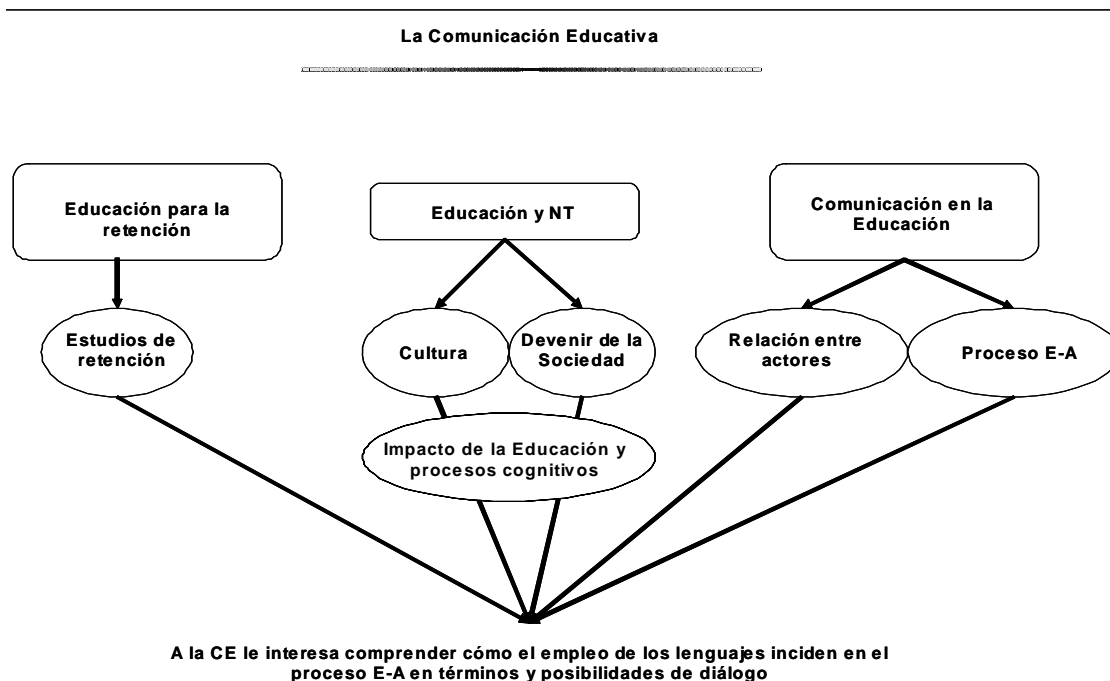 La Comunicación Educativa
Educación para la
retención
Educación y NT
Comunicación en la
Educación
Estudios de
retención
Cultura
Devenir de la
Sociedad
Relación entre
actores
Proceso E-A
Impacto de la Educación y
procesos cognitivos
A la CE le interesa comprender cómo el empleo de los lenguajes inciden en el
proceso E-A en términos y posibilidades de diálogo